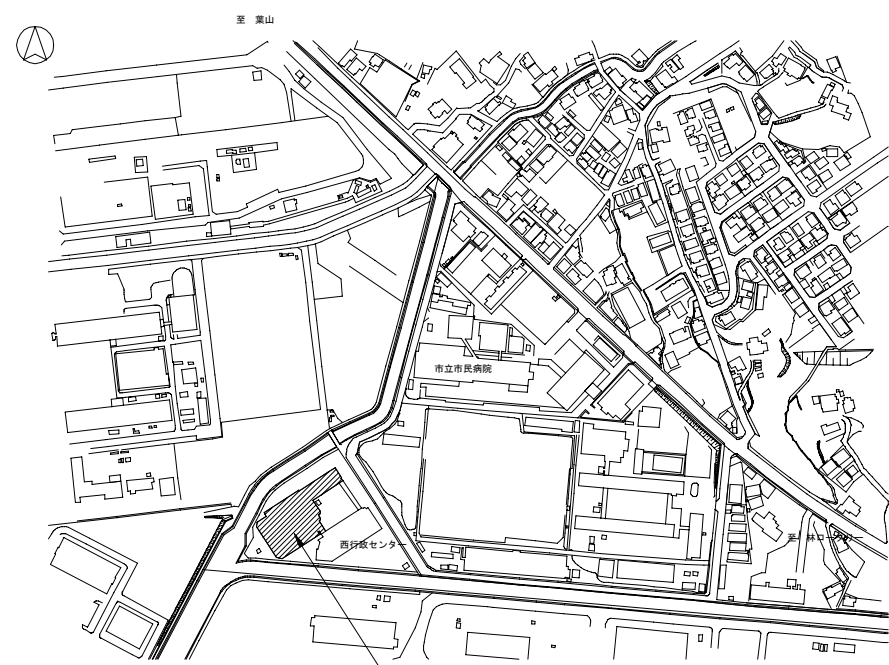 至　葉山
市立市民病院
西行政センター
至　林ロータリー